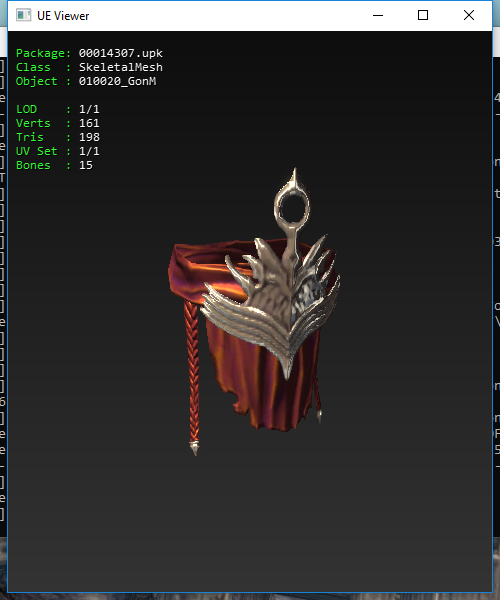 UE Viewer
Package: 00014307.upk
Class : SkeletalMesh
Object : 010020_GonM
LOD : 1/1
Verts : 161
Tris : 198
UV Set : 1/1
Bones : 15